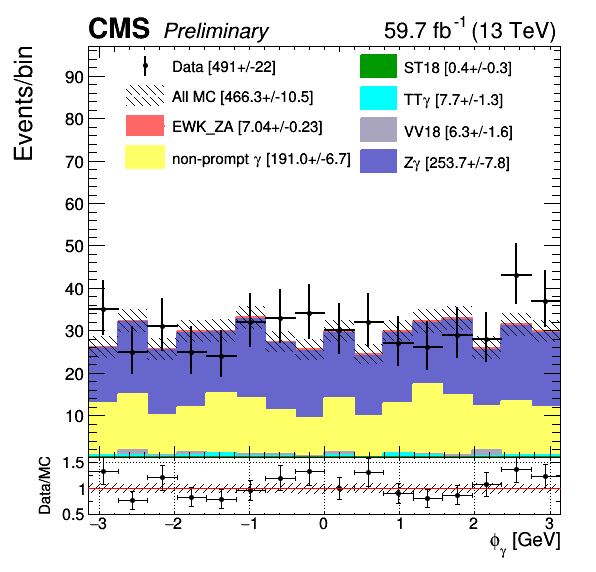 CMS Preliminary 59.7 fb⁻¹ (13 TeV)
Events/bin
Data [491+/-22]
All MC [466.3+/-10.5]
EWK_ZA [7.04+/-0.23]
non-prompt γ [191.0+/-6.7]
ST18 [0.4+/-0.3]
TTγ [7.7+/-1.3]
VV18 [6.3+/-1.6]
Zγ [253.7+/-7.8]
90
80
70
60
50
40
30
20
10
Data/MC
1.5
1
0.5
−3 −2 −1 0 1 2 3
ϕγ [GeV]